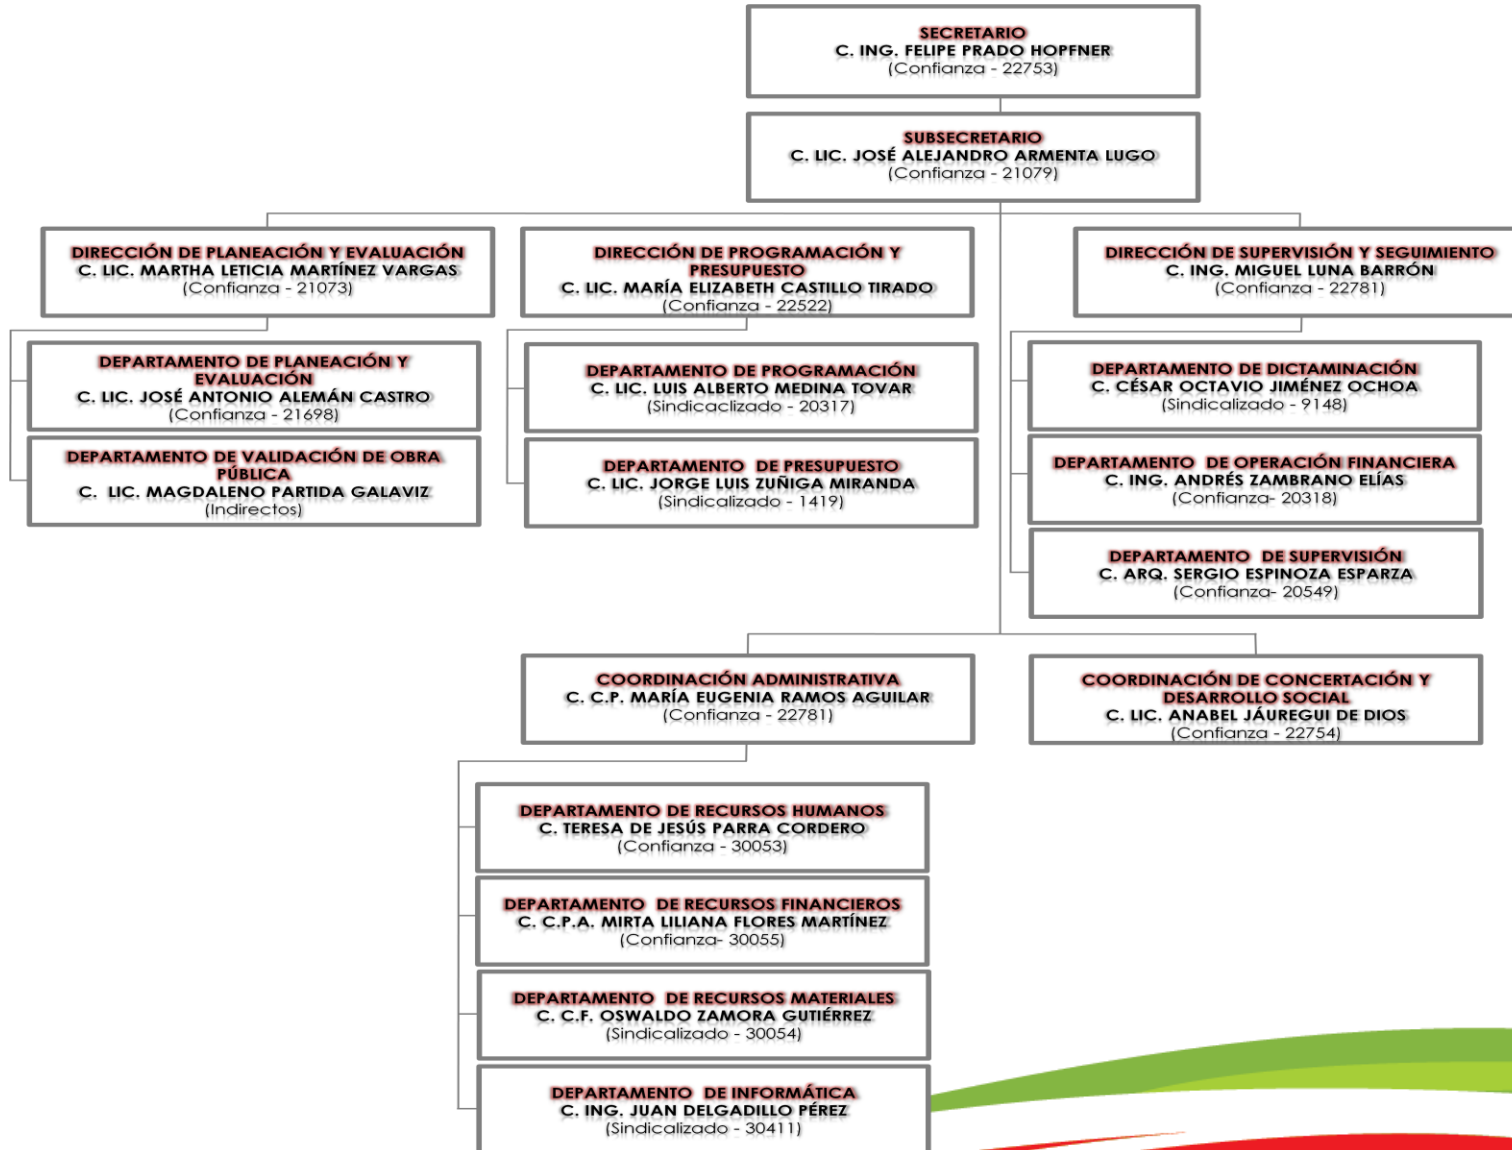 SECRETARIO
C. ING. FELIPE PRADO HOPFNER
(Confianza - 22753)
SUBSECRETARIO
C. LIC. JOSÉ ALEJANDRO ARMENTA LUGO
(Confianza - 21079)
DIRECCIÓN DE PLANEACIÓN Y EVALUACIÓN
C. LIC. MARTHA LETICIA MARTÍNEZ VARGAS
(Confianza - 21073)
DIRECCIÓN DE PROGRAMACIÓN Y
PRESUPUESTO
C. LIC. MARÍA ELIZABETH CASTILLO TIRADO
(Confianza - 22522)
DIRECCIÓN DE SUPERVISIÓN Y SEGUIMIENTO
C. ING. MIGUEL LUNA BARRÓN
(Confianza - 22781)
DEPARTAMENTO DE PLANEACIÓN Y
EVALUACIÓN
C. LIC. JOSÉ ANTONIO ALEMÁN CASTRO
(Confianza - 21698)
DEPARTAMENTO DE VALIDACIÓN DE OBRA
PÚBLICA
C. LIC. MAGDALENO PARTIDA GALAVIZ
(Indirectos)
DEPARTAMENTO DE PROGRAMACIÓN
C. LIC. LUIS ALBERTO MEDINA TOVAR
(Sindicaclizado - 20317)
DEPARTAMENTO DE PRESUPUESTO
C. LIC. JORGE LUIS ZUÑIGA MIRANDA
(Sindicalizado - 1419)
DEPARTAMENTO DE DICTAMINACIÓN
C. CÉSAR OCTAVIO JIMÉNEZ OCHOA
(Sindicalizado - 9148)
DEPARTAMENTO DE OPERACIÓN FINANCIERA
C. ING. ANDRÉS ZAMBRANO ELÍAS
(Confianza- 20318)
DEPARTAMENTO DE SUPERVISIÓN
C. ARQ. SERGIO ESPINOZA ESPARZA
(Confianza- 20549)
COORDINACIÓN ADMINISTRATIVA
C. C.P. MARÍA EUGENIA RAMOS AGUILAR
(Confianza - 22781)
COORDINACIÓN DE CONCERTACIÓN Y
DESARROLLO SOCIAL
C. LIC. ANABEL JÁUREGUI DE DIOS
(Confianza - 22754)
DEPARTAMENTO DE RECURSOS HUMANOS
C. TERESA DE JESÚS PARRA CORDERO
(Confianza - 30053)
DEPARTAMENTO DE RECURSOS FINANCIEROS
C. C.P.A. MIRTA LILIANA FLORES MARTÍNEZ
(Confianza- 30055)
DEPARTAMENTO DE RECURSOS MATERIALES
C. C.F. OSWALDO ZAMORA GUTIÉRREZ
(Sindicalizado - 30054)
DEPARTAMENTO DE INFORMÁTICA
C. ING. JUAN DELGADILLO PÉREZ
(Sindicalizado - 30411)